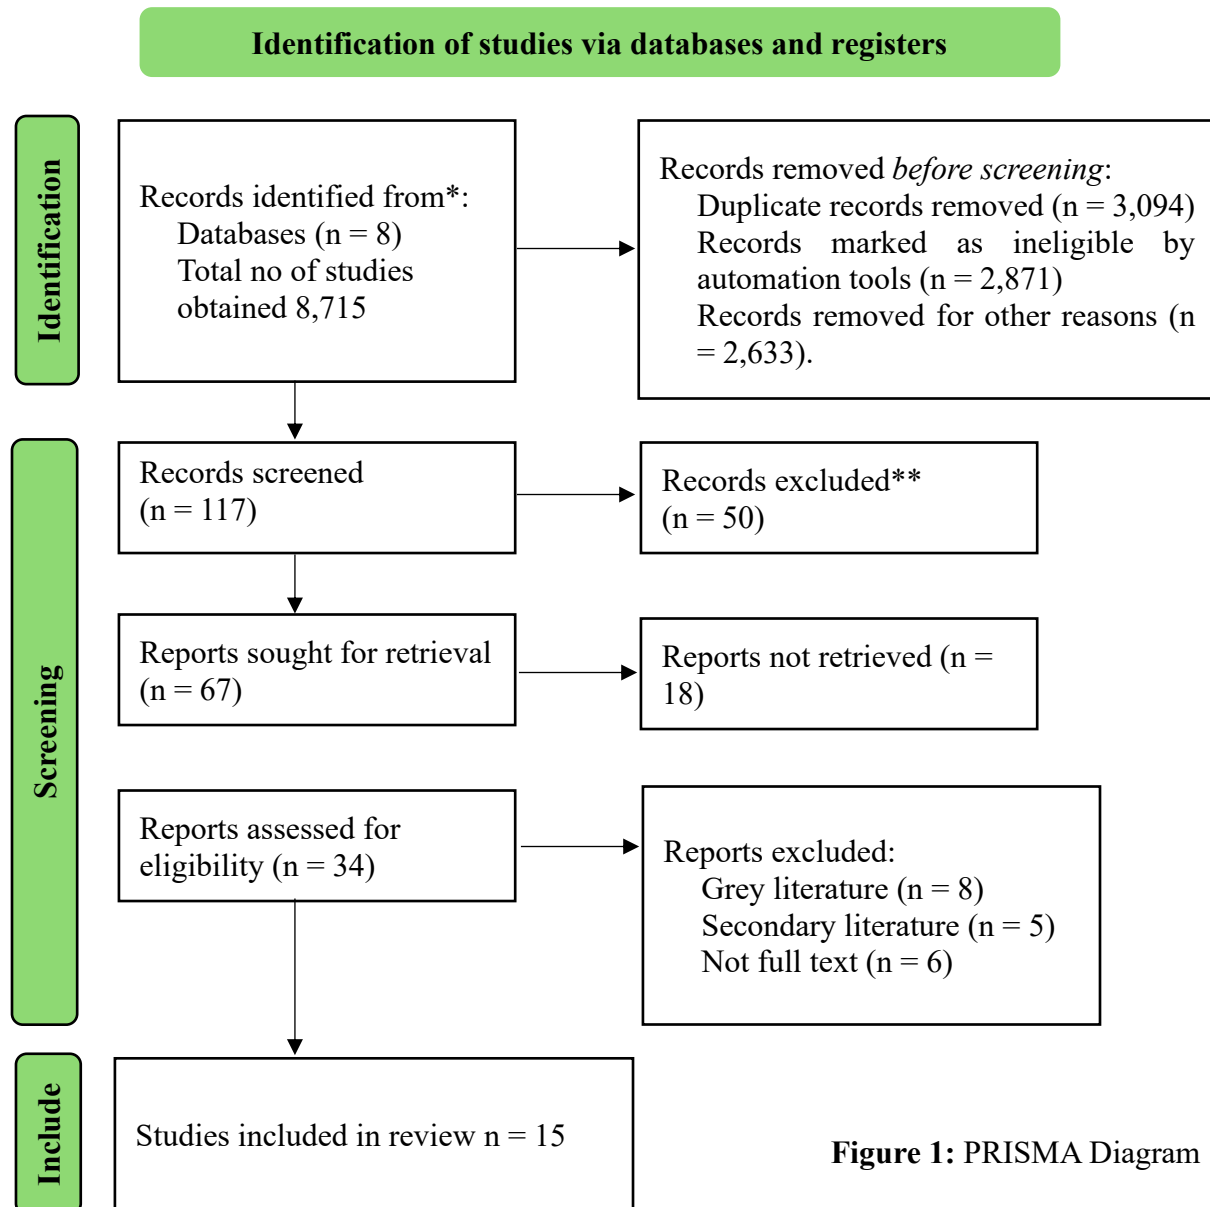 Identification of studies via databases and registers
Identification
Records identified from*:
Databases (n = 8)
Total no of studies
obtained 8,715
Records removed before screening:
Duplicate records removed (n = 3,094)
Records marked as ineligible by
automation tools (n = 2,871)
Records removed for other reasons (n
= 2,633).
Screening
Records screened
(n = 117)
Records excluded**
(n = 50)
Reports sought for retrieval
(n = 67)
Reports not retrieved (n =
18)
Reports assessed for
eligibility (n = 34)
Reports excluded:
Grey literature (n = 8)
Secondary literature (n = 5)
Not full text (n = 6)
Include
Studies included in review n = 15
Figure 1: PRISMA Diagram